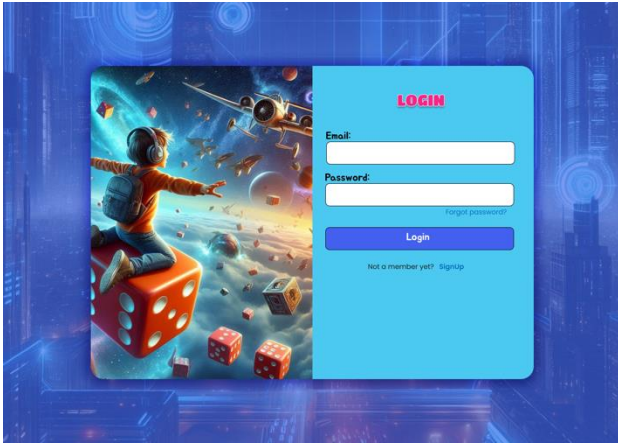 LOGIN
Email:
Password:
Forgot password?
Login
Not a member yet? SignUp